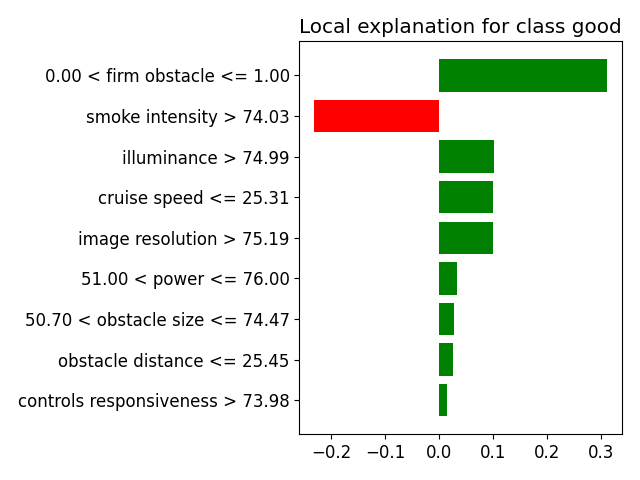 Local explanation for class good
0.00 < firm obstacle <= 1.00
smoke intensity > 74.03
illuminance > 74.99
cruise speed <= 25.31
image resolution > 75.19
51.00 < power <= 76.00
50.70 < obstacle size <= 74.47
obstacle distance <= 25.45
controls responsiveness > 73.98
−0.2 −0.1 0.0 0.1 0.2 0.3